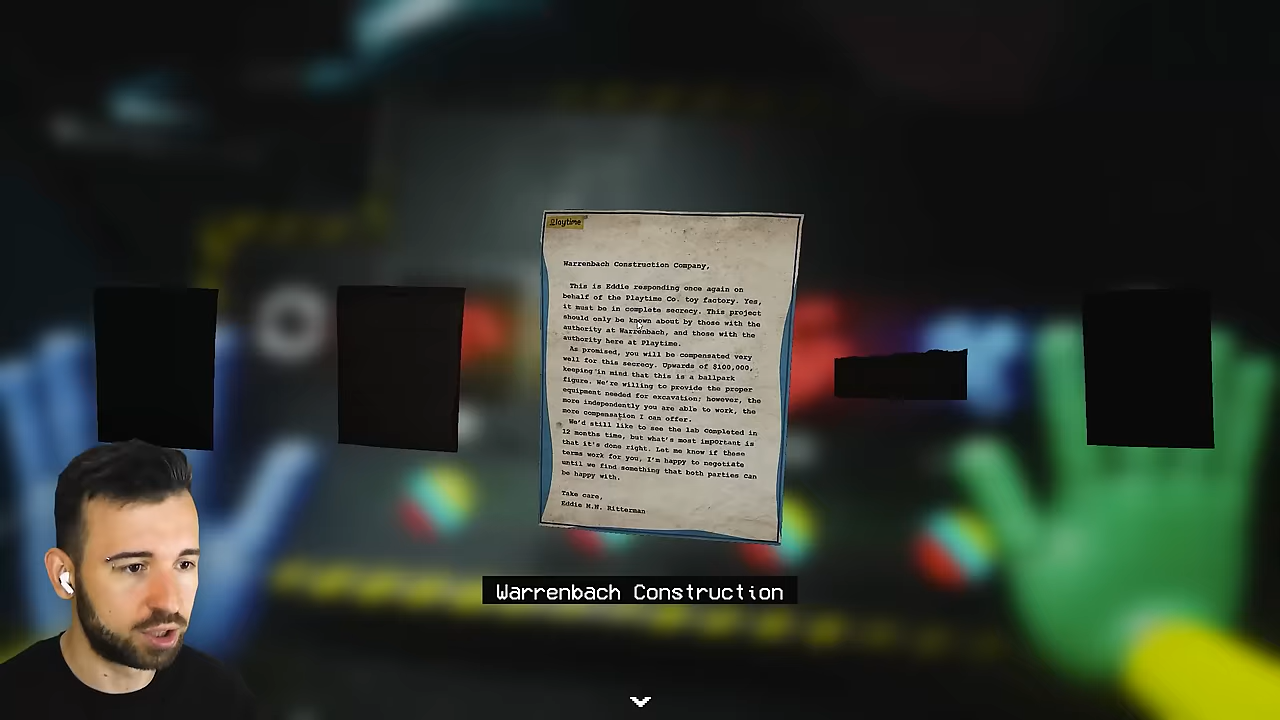 Playtime
Warrenbach Construction Company,
This is Eddie responding once again on
behalf of the Playtime Co. toy factory. Yes,
it must be in complete secrecy. This project
should only be known about by those with the
authority at Warrenbach, and those with the
authority here at Playtime.
As promised, you will be compensated very
well for this secrecy. Upwards of $100,000,
keeping in mind that this is a ballpark
figure. We're willing to provide the proper
equipment needed for excavation; however, the
more independently you are able to work, the
more compensation I can offer.
We'd still like to see the lab completed in
12 months time, but what's most important is
that it's done right. Let me know if these
terms work for you, I'm happy to negotiate
until we find something that both parties can
be happy with.
Take care,
Eddie M.N. Ritterman
Warrenbach Construction